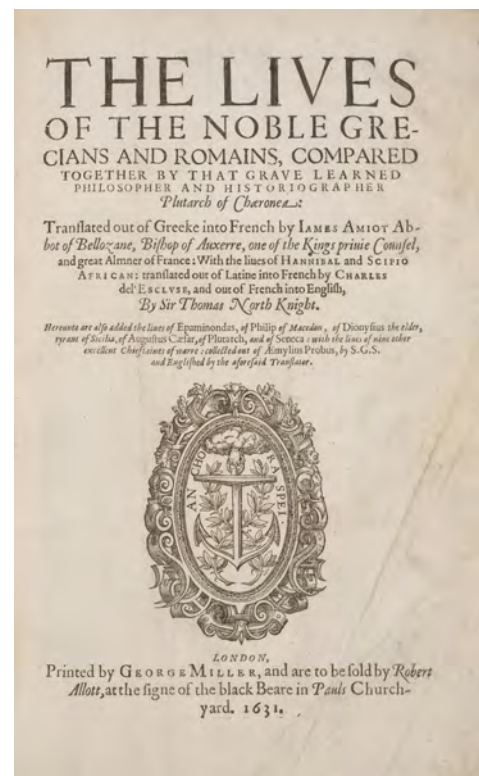 THE LIVES
OF THE NOBLE GRE-
CIANS AND ROMAINS, COMPARED
TOGETHER BY THAT GRAVE LEARNED
PHILOSOPHER AND HISTORIOGRAPHER
Plutarch of Chæronea:
Tranſlated out of Greeke into French by IAMES AMIOT Ab-
bot of Bellozane, Biſhop of Auxerre, one of the Kings priuie Counſel,
and great Almner of France: With the liues of HANNIBAL and SCIPIO
AFRICAN: tranſlated out of Latine into French by CHARLES
del'ESCLVSE, and out of French into Engliſh,
By Sir Thomas North Knight.
Hereunto are alſo added the liues of Epaminondas, of Philip of Macedon, of Dionyſius the elder,
tyrant of Sicilia, of Auguſtus Cæſar, of Plutarch, and of Seneca: with the liues of nine other
excellent Chieftaines of warre: collected out of Æmylius Probus, by S.G.S.
and Engliſhed by the aforeſaid Tranſlator.
ANCHORA SPEI.
LONDON,
Printed by GEORGE MILLER, and are to be ſold by Robert
Allott, at the ſigne of the black Beare in Pauls Church-
yard. 1631.